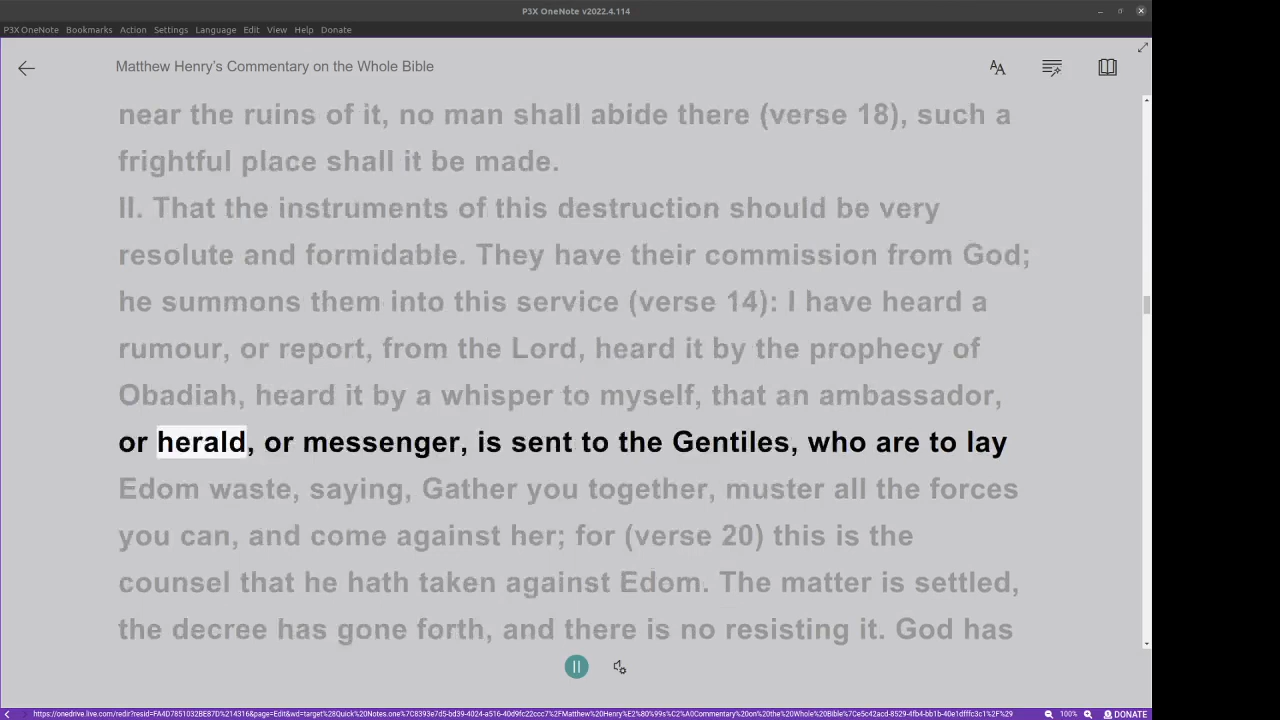 P3X OneNote v2022.4.114
P3X OneNote Bookmarks Action Settings Language Edit View Help Donate
Matthew Henry's Commentary on the Whole Bible
near the ruins of it, no man shall abide there (verse 18), such a
frightful place shall it be made.
II. That the instruments of this destruction should be very
resolute and formidable. They have their commission from God;
he summons them into this service (verse 14): I have heard a
rumour, or report, from the Lord, heard it by the prophecy of
Obadiah, heard it by a whisper to myself, that an ambassador,
or herald, or messenger, is sent to the Gentiles, who are to lay
Edom waste, saying, Gather you together, muster all the forces
you can, and come against her; for (verse 20) this is the
counsel that he hath taken against Edom. The matter is settled,
the decree has gone forth, and there is no resisting it. God has
100% DONATE